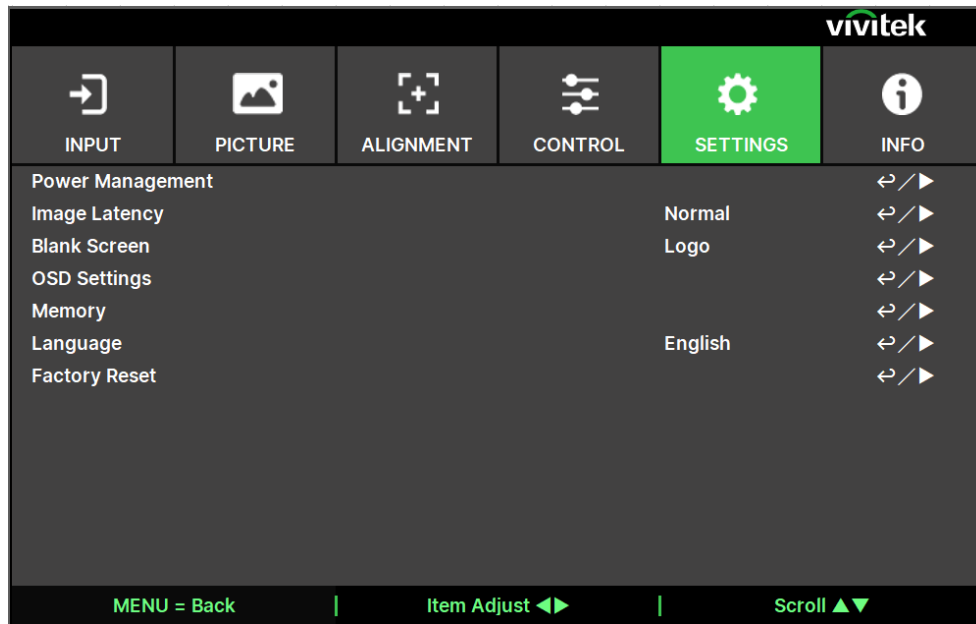 vivitek
INPUT PICTURE ALIGNMENT CONTROL SETTINGS INFO
Power Management ↩/▶
Image Latency Normal ↩/▶
Blank Screen Logo ↩/▶
OSD Settings ↩/▶
Memory ↩/▶
Language English ↩/▶
Factory Reset ↩/▶
MENU = Back | Item Adjust ◀▶ | Scroll ▲▼